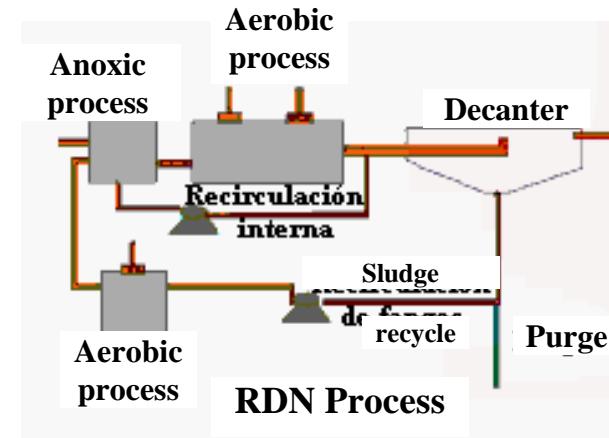 Aerobic
process
Anoxic
process
Decanter
Recirculación
interna
Sludge
recycle
Purge
Aerobic
process
RDN Process